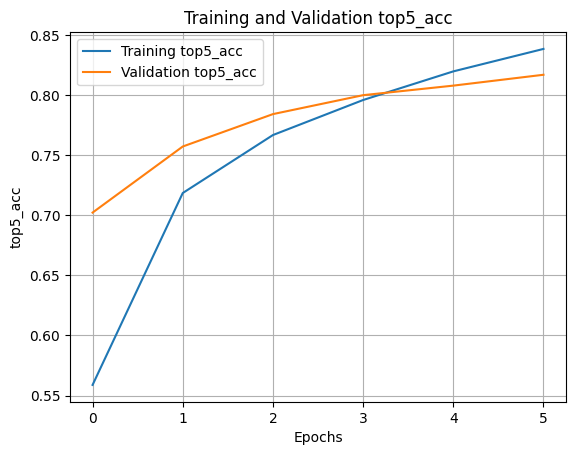 Training and Validation top5_acc
Training top5_acc
Validation top5_acc
top5_acc
0.85
0.80
0.75
0.70
0.65
0.60
0.55
0 1 2 3 4 5
Epochs